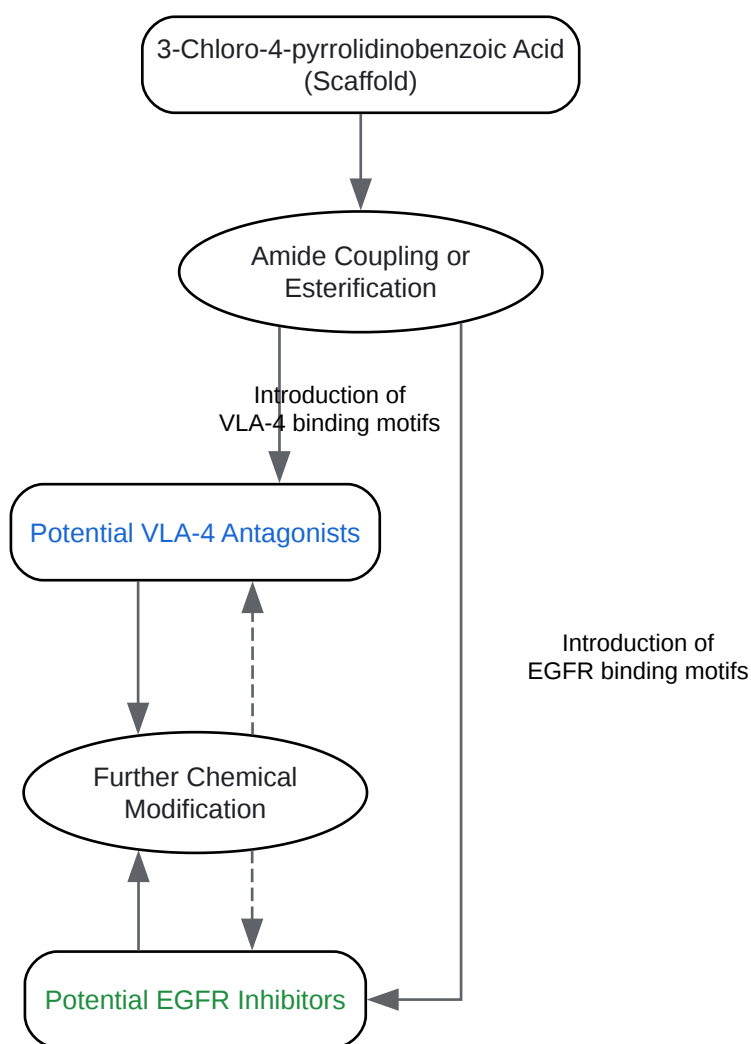 3-Chloro-4-pyrrolidinobenzoic Acid
(Scaffold)
Amide Coupling or
Esterification
Introduction of
VLA-4 binding motifs
Potential VLA-4 Antagonists
Introduction of
EGFR binding motifs
Further Chemical
Modification
Potential EGFR Inhibitors